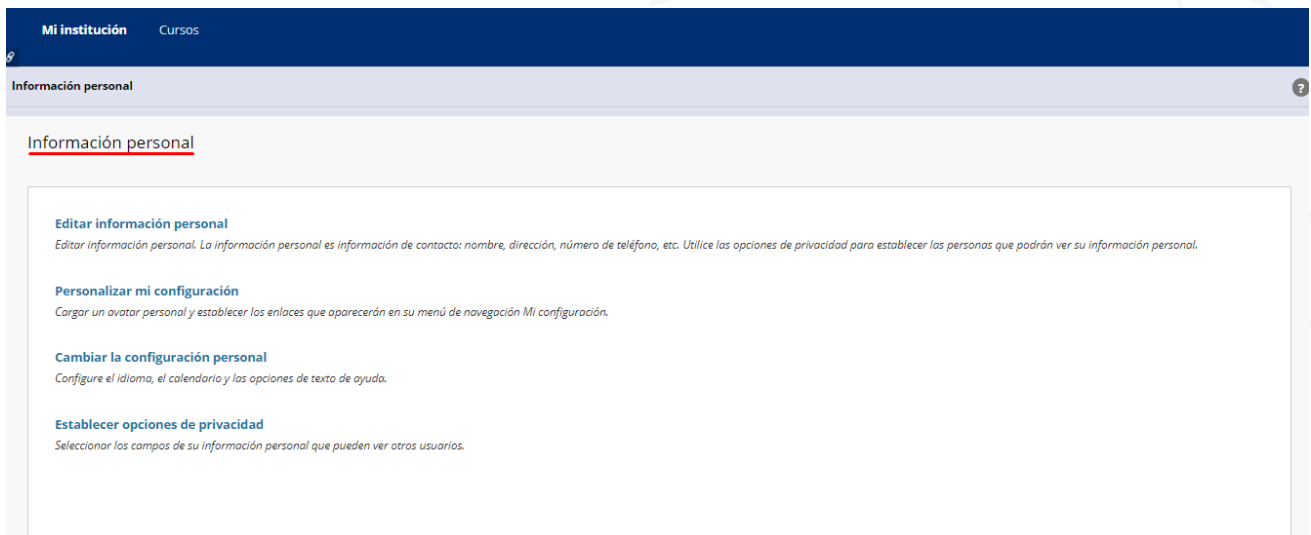 Mi institución Cursos
Información personal
?
Información personal
Editar información personal
Editar información personal. La información personal es información de contacto: nombre, dirección, número de teléfono, etc. Utilice las opciones de privacidad para establecer las personas que podrán ver su información personal.
Personalizar mi configuración
Cargar un avatar personal y establecer los enlaces que aparecerán en su menú de navegación Mi configuración.
Cambiar la configuración personal
Configure el idioma, el calendario y las opciones de texto de ayuda.
Establecer opciones de privacidad
Seleccionar los campos de su información personal que pueden ver otros usuarios.